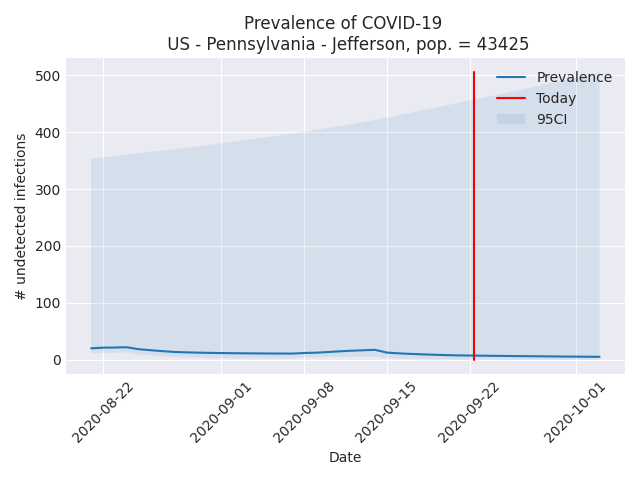 Prevalence of COVID-19
US - Pennsylvania - Jefferson, pop. = 43425
500
400
300
200
100
0
# undetected infections
Prevalence
Today
95CI
2020-08-22
2020-09-01
2020-09-08
2020-09-15
2020-09-22
2020-10-01
Date